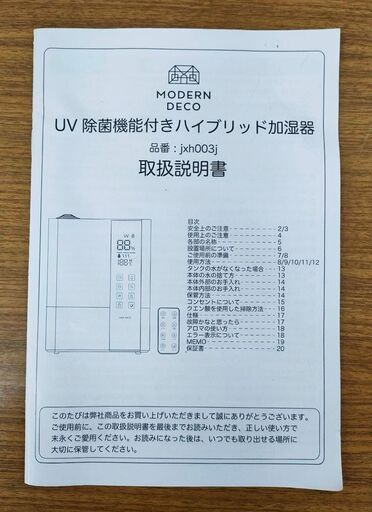 MODERN
DECO
UV 除菌機能付きハイブリッド加湿器
品番：jxh003j
取扱説明書
目次
安全上のご注意 2/3
使用上のご注意 4
各部の名称 5
設置場所について 6
ご使用前の準備 7/8
使用方法 8/9/10/11/12
タンクの水がなくなった場合 13
本体の水の捨て方 13
本体外部のお手入れ 14
本体内部のお手入れ 14
保管方法 14
コンセントについて 15
クエン酸を使用した掃除方法 16
仕様 17
故障かなと思ったら 17
アロマの使い方 18
エラー表示について 18
MEMO 19
保証書 20
UV
88%
このたびは弊社商品をお買い上げいただきまして誠にありがとうございます。
ご使用前に、この取扱説明書を最後までお読みいただき、正しい使い方で
末永くご愛用ください。お読みになった後は、いつでも取り出せる場所に
大切に保管してください。